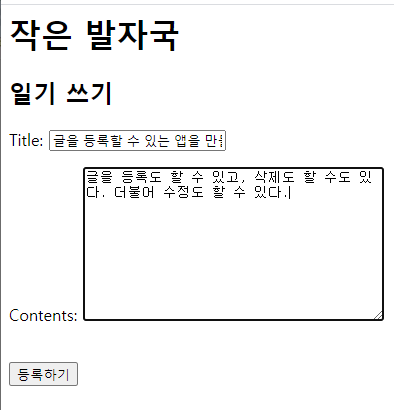 작은 발자국
일기 쓰기
Title: 글을 등록할 수 있는 앱을 만
Contents: 글을 등록도 할 수 있고, 삭제도 할 수도 있
다. 더불어 수정도 할 수 있다.
등록하기